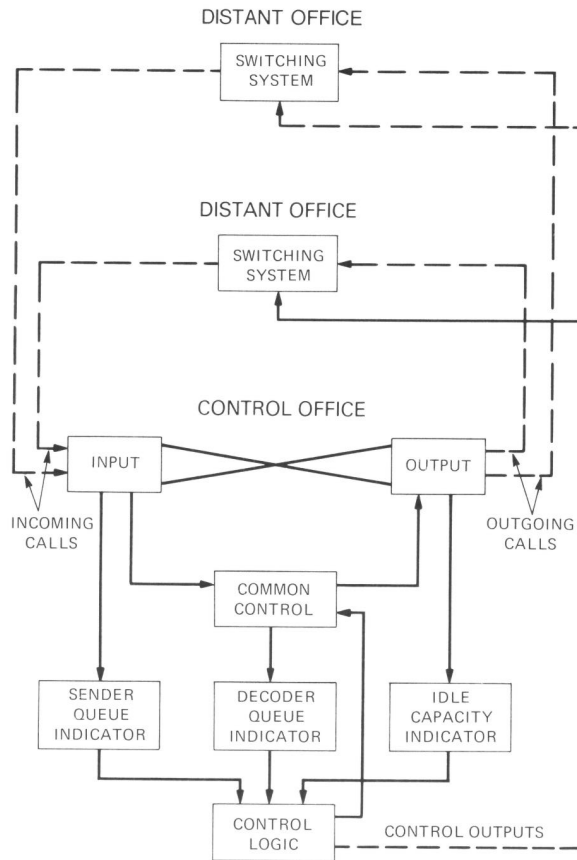 DISTANT OFFICE
SWITCHING
SYSTEM
DISTANT OFFICE
SWITCHING
SYSTEM
CONTROL OFFICE
INPUT
OUTPUT
INCOMING
CALLS
OUTGOING
CALLS
COMMON
CONTROL
SENDER
QUEUE
INDICATOR
DECODER
QUEUE
INDICATOR
IDLE
CAPACITY
INDICATOR
CONTROL
LOGIC
CONTROL OUTPUTS